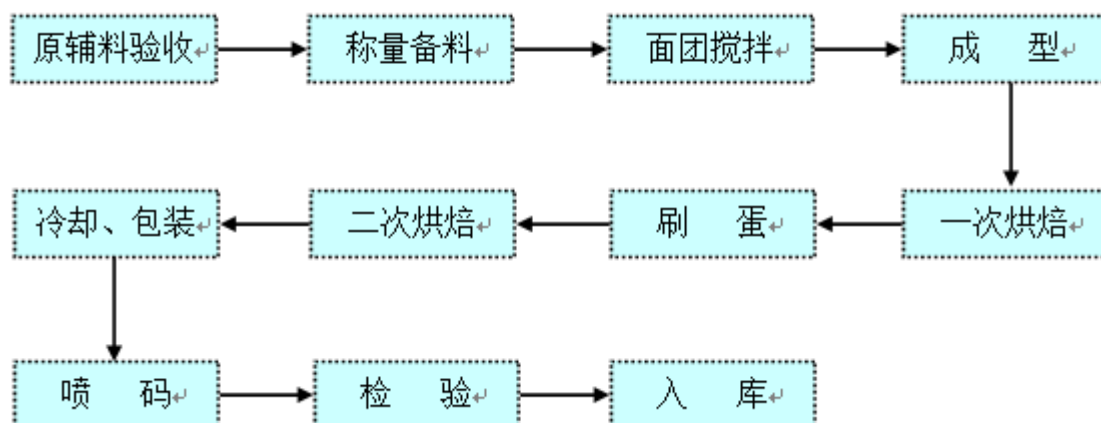 原辅料验收
称量备料
面团搅拌
成 型
一次烘焙
刷 蛋
二次烘焙
冷却、包装
喷 码
检 验
入 库